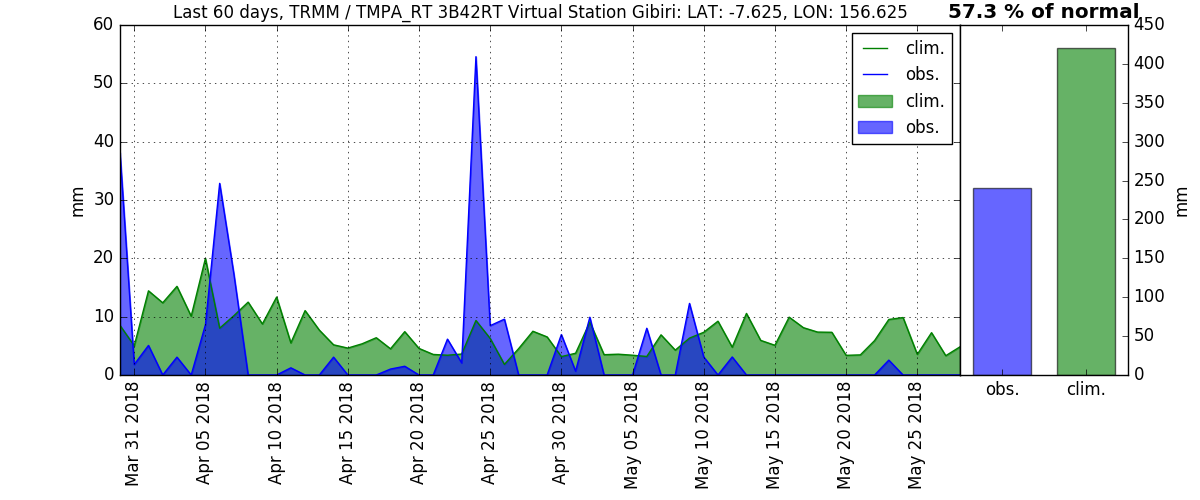 Last 60 days, TRMM / TMPA_RT 3B42RT Virtual Station Gibiri: LAT: -7.625, LON: 156.625
57.3 % of normal
60
50
40
30
20
10
0
mm
clim.
obs.
clim.
obs.
Mar 31 2018
Apr 05 2018
Apr 10 2018
Apr 15 2018
Apr 20 2018
Apr 25 2018
Apr 30 2018
May 05 2018
May 10 2018
May 15 2018
May 20 2018
May 25 2018
450
400
350
300
250
200
150
100
50
0
mm
obs.
clim.